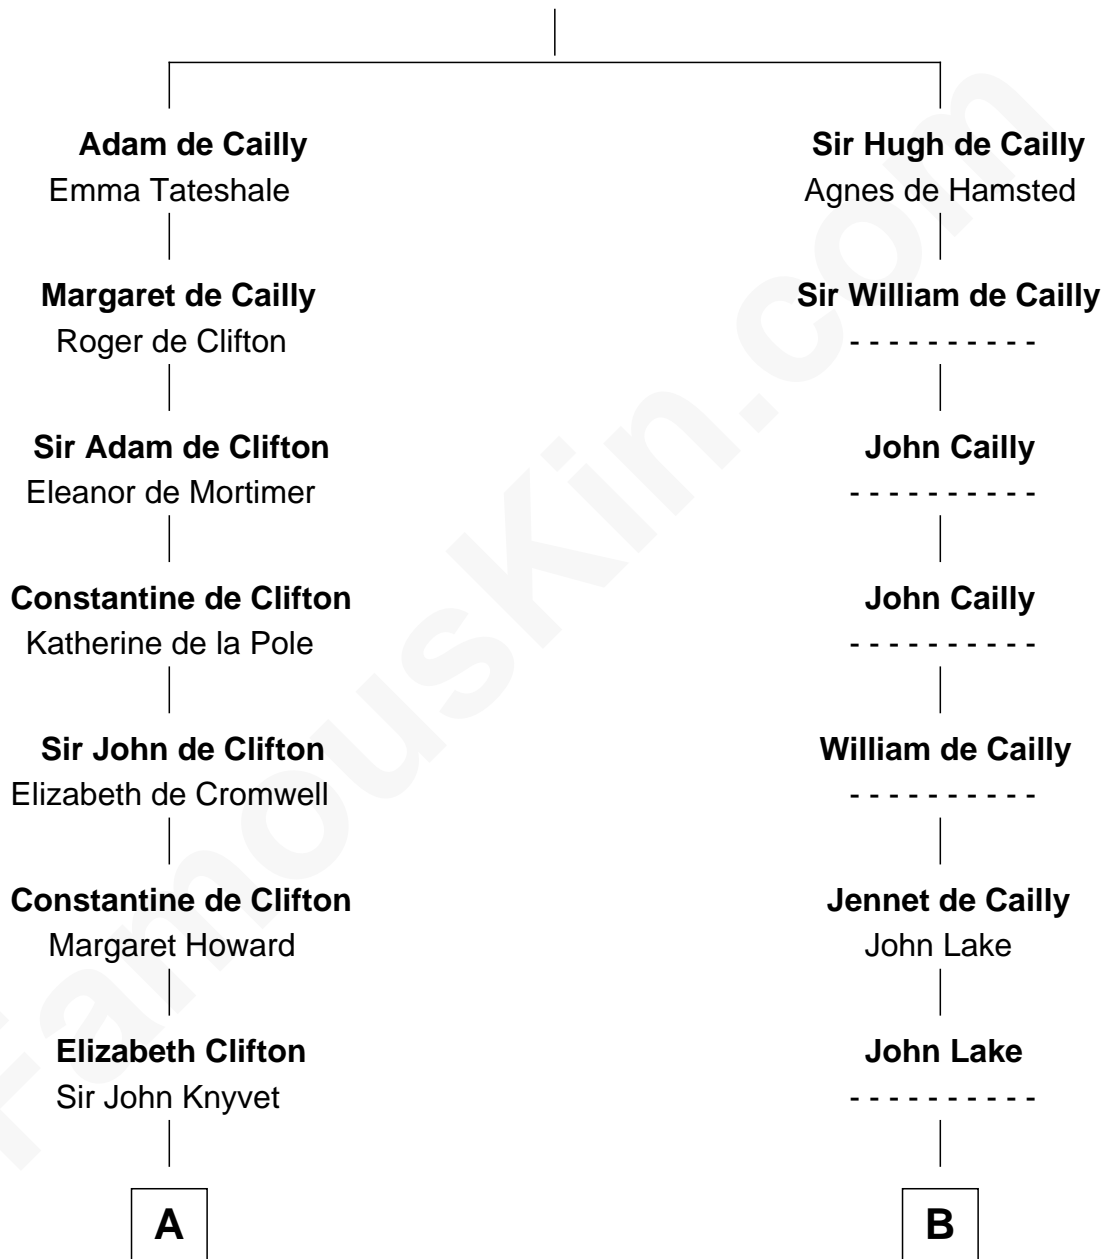 Adam de Cailly
Emma Tateshale
Margaret de Cailly
Roger de Clifton
Sir Adam de Clifton
Eleanor de Mortimer
Constantine de Clifton
Katherine de la Pole
Sir John de Clifton
Elizabeth de Cromwell
Constantine de Clifton
Margaret Howard
Elizabeth Clifton
Sir John Knyvet
A
Sir Hugh de Cailly
Agnes de Hamsted
Sir William de Cailly
- - - - - - - - - -
John Cailly
- - - - - - - - - -
John Cailly
- - - - - - - - - -
William de Cailly
- - - - - - - - - -
Jennet de Cailly
John Lake
John Lake
- - - - - - - - - -
B
FamousKin.com